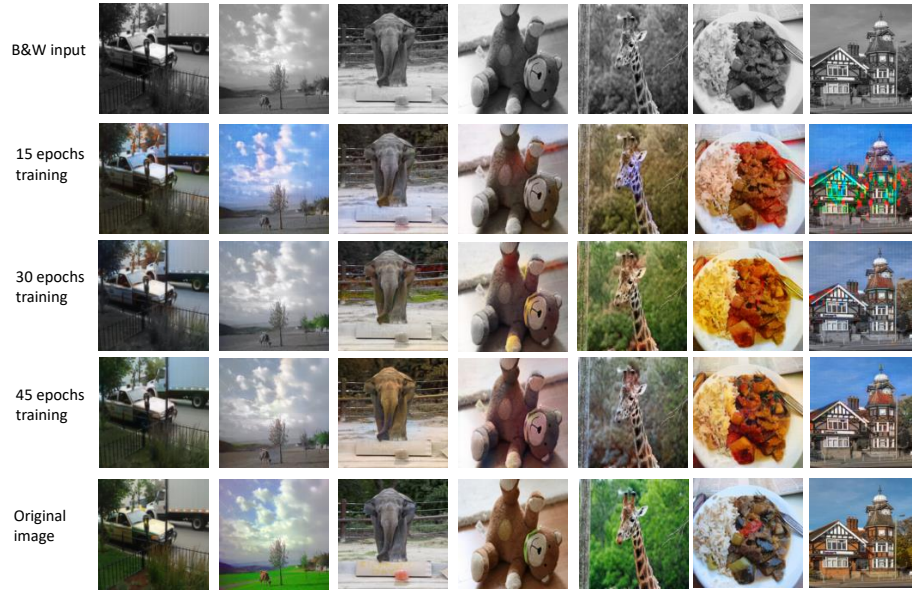 B&W input
15 epochs
training
30 epochs
training
45 epochs
training
Original
image